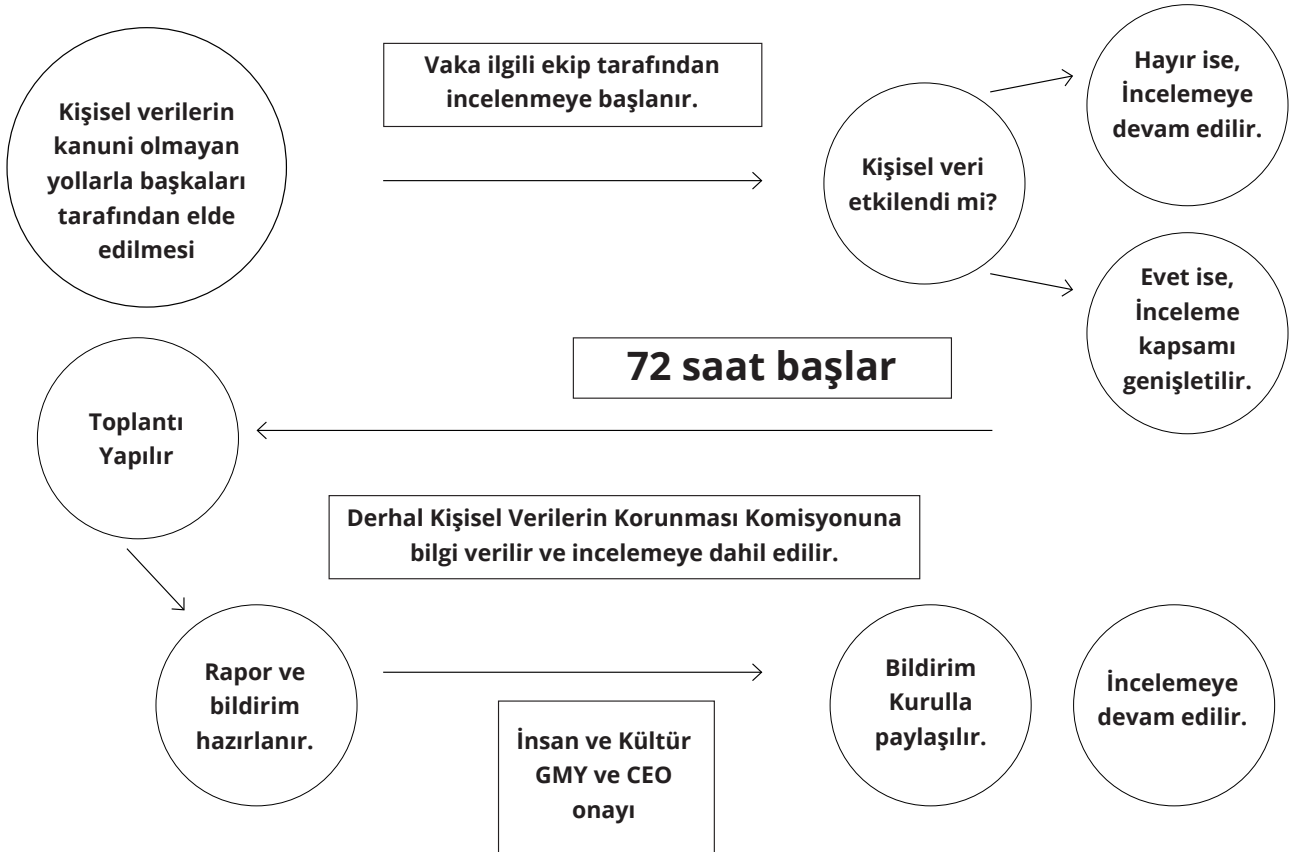 Kişisel verilerin
kanuni olmayan
yollarla başkaları
tarafından elde
edilmesi
Vaka ilgili ekip tarafından
incelenmeye başlanır.
Kişisel veri
etkilendi mi?
Hayır ise,
İncelemeye
devam edilir.
Evet ise,
İnceleme
kapsamı
genişletilir.
72 saat başlar
Toplantı
Yapılır
Derhal Kişisel Verilerin Korunması Komisyonuna
bilgi verilir ve incelemeye dahil edilir.
Rapor ve
bildirim
hazırlanır.
İnsan ve Kültür
GMY ve CEO
onayı
Bildirim
Kurulla
paylaşılır.
İncelemeye
devam edilir.